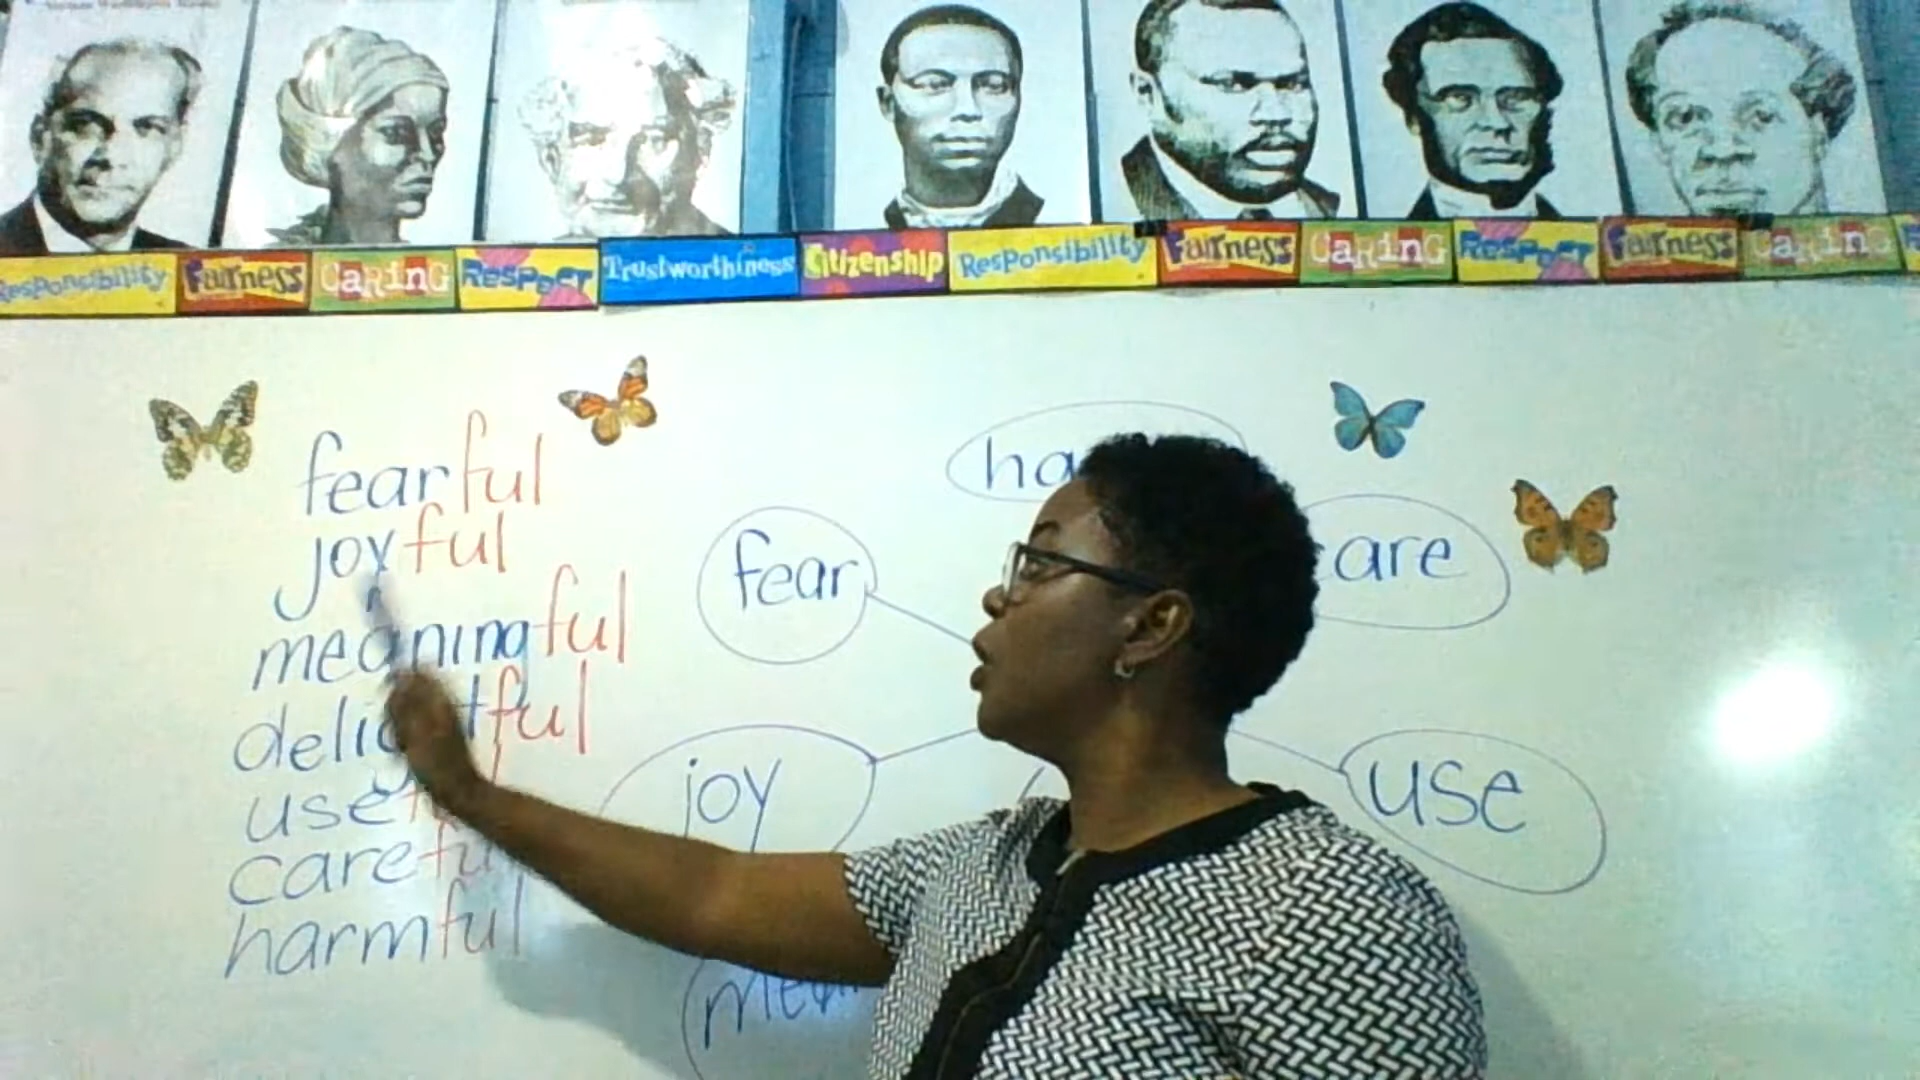 Responsibility Fairness Caring Respect Trustworthiness Citizenship Responsibility Fairness Caring Respect Fairness Caring
fearful
joyful
meaningful
delightful
useful
careful
harmful
fear
are
joy
use